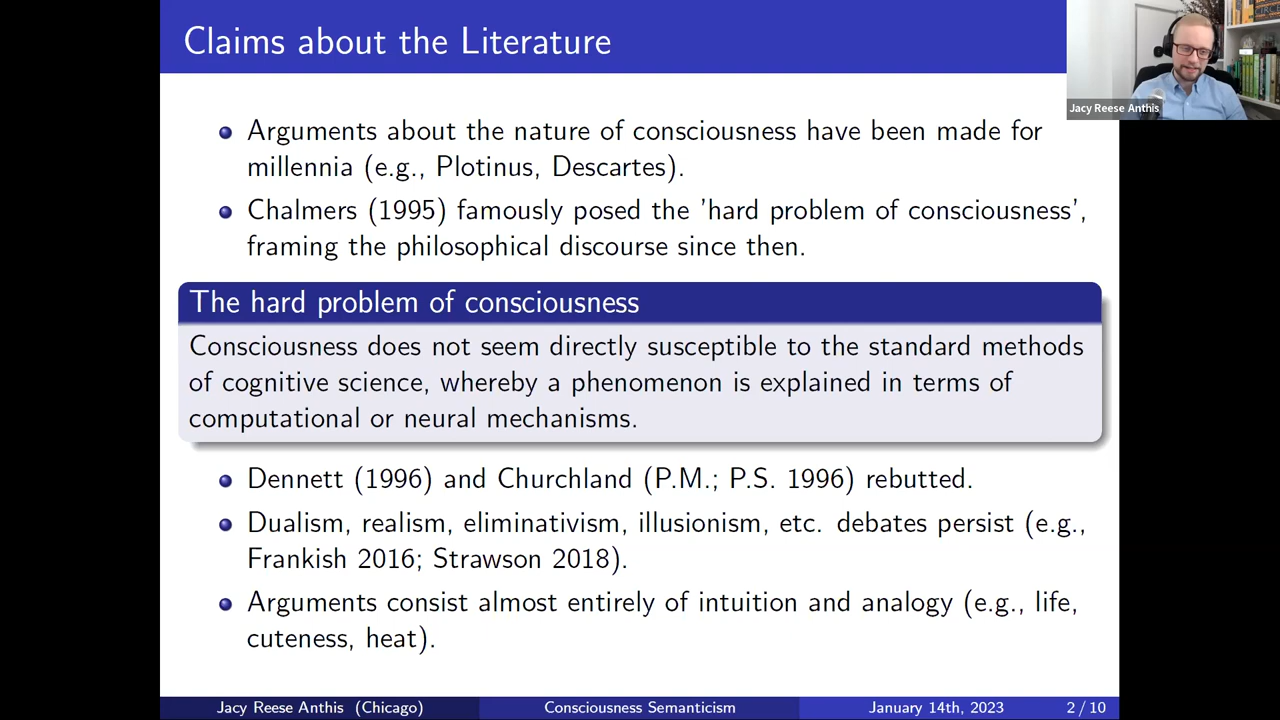 Claims about the Literature
Jacy Reese Anthis
Arguments about the nature of consciousness have been made for
millennia (e.g., Plotinus, Descartes).
Chalmers (1995) famously posed the 'hard problem of consciousness',
framing the philosophical discourse since then.
The hard problem of consciousness
Consciousness does not seem directly susceptible to the standard methods
of cognitive science, whereby a phenomenon is explained in terms of
computational or neural mechanisms.
Dennett (1996) and Churchland (P.M.; P.S. 1996) rebutted.
Dualism, realism, eliminativism, illusionism, etc. debates persist (e.g.,
Frankish 2016; Strawson 2018).
Arguments consist almost entirely of intuition and analogy (e.g., life,
cuteness, heat).
Jacy Reese Anthis (Chicago) Consciousness Semanticism January 14th, 2023 2 / 10